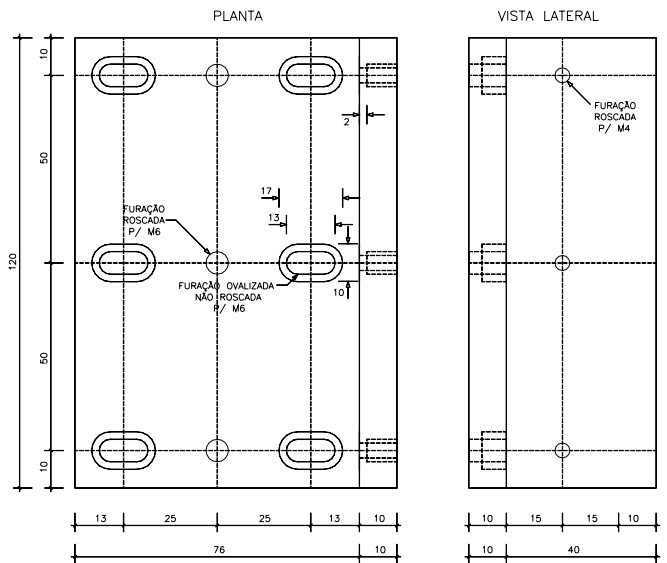 PLANTA
VISTA LATERAL
10
50
120
50
10
2
17
13
10
FURAÇÃO
ROSCADA
P/ M6
FURAÇÃO OVALIZADA
NÃO ROSCADA
P/ M6
FURAÇÃO
ROSCADA
P/ M4
13 25 25 13 10
76 10
10 15 15 10
10 40